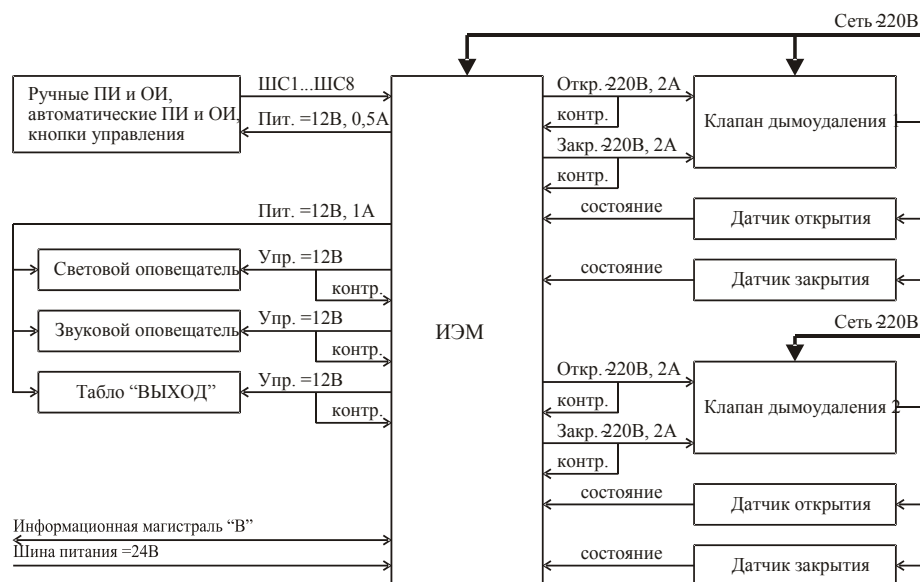 Сеть ~220В
Ручные ПИ и ОИ,
автоматические ПИ и ОИ,
кнопки управления
ШС1...ШС8
Пит. =12В, 0,5А
Откр.~220В, 2А
контр.
Закр.~220В, 2А
контр.
Клапан дымоудаления 1
Пит. =12В, 1А
состояние
Датчик открытия
Световой оповещатель
Упр. =12В
контр.
состояние
Датчик закрытия
Звуковой оповещатель
Упр. =12В
контр.
ИЭМ
Сеть ~220В
Табло “ВЫХОД”
Упр. =12В
контр.
Откр.~220В, 2А
контр.
Закр.~220В, 2А
контр.
Клапан дымоудаления 2
состояние
Датчик открытия
Информационная магистраль “В”
Шина питания =24В
состояние
Датчик закрытия